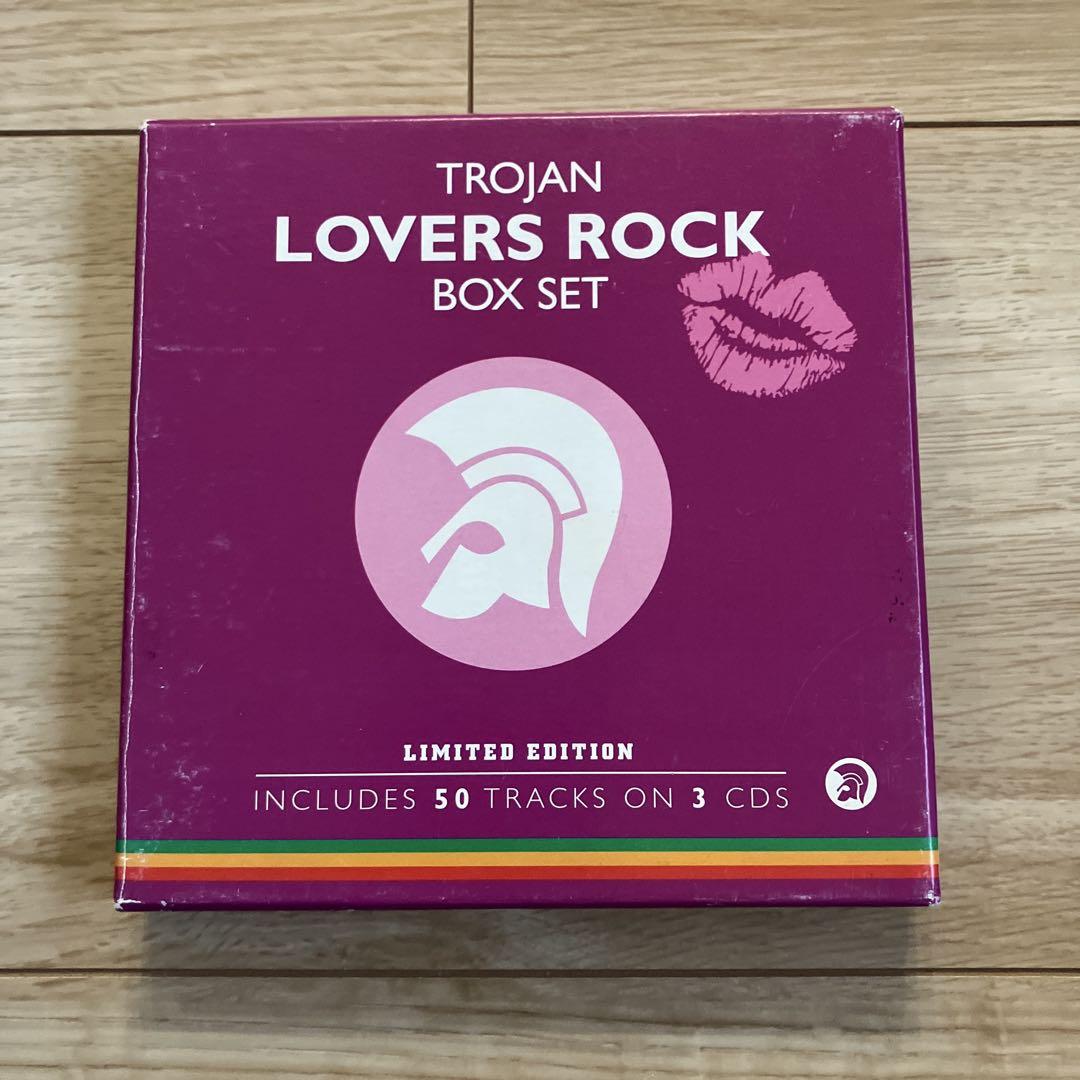 TROJAN
LOVERS ROCK
BOX SET
LIMITED EDITION
INCLUDES 50 TRACKS ON 3 CDS